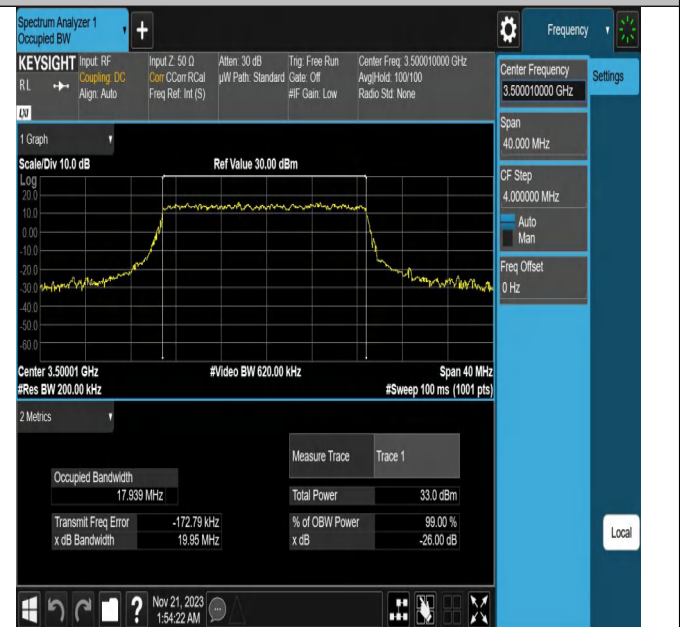 Spectrum Analyzer 1
Occupied BW
+
Frequency
KEYSIGHT
R L
LXI
Input: RF
Coupling: DC
Align: Auto
Input Z: 50 Ω
Corr CCorr RCal
Freq Ref: Int (S)
Atten: 30 dB
µW Path: Standard
Trig: Free Run
Gate: Off
#IF Gain: Low
Center Freq: 3.500010000 GHz
Avg|Hold: 100/100
Radio Std: None
Center Frequency
3.500010000 GHz
Settings
Span
40.000 MHz
CF Step
4.000000 MHz
Auto
Man
Freq Offset
0 Hz
1 Graph
Scale/Div 10.0 dB
Ref Value 30.00 dBm
Log
20.0
10.0
0.00
-10.0
-20.0
-30.0
-40.0
-50.0
-60.0
Center 3.50001 GHz
#Video BW 620.00 kHz
Span 40 MHz
#Res BW 200.00 kHz
#Sweep 100 ms (1001 pts)
2 Metrics
Measure Trace
Trace 1
Occupied Bandwidth
17.939 MHz
Total Power
33.0 dBm
Transmit Freq Error
-172.79 kHz
% of OBW Power
99.00 %
x dB Bandwidth
19.95 MHz
x dB
-26.00 dB
Local
?
Nov 21, 2023
1:54:22 AM